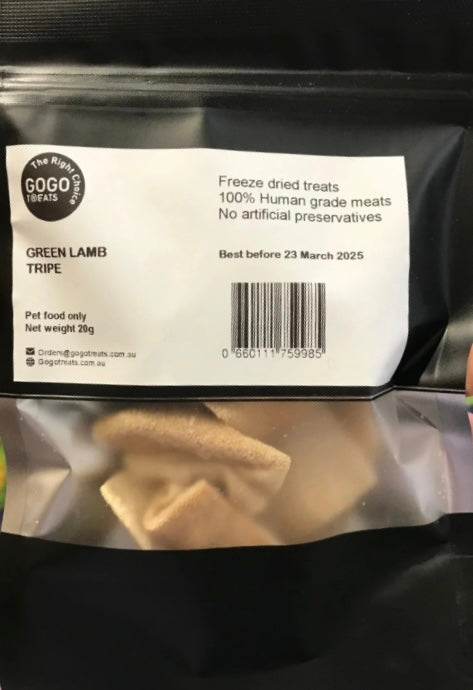 The Right Choice
GOGO
TREATS
Freeze dried treats
100% Human grade meats
No artificial preservatives
GREEN LAMB
TRIPE
Best before 23 March 2025
Pet food only
Net weight 20g
Orders@gogotreats.com.au
Gogotreats.com.au
0 660111 759985